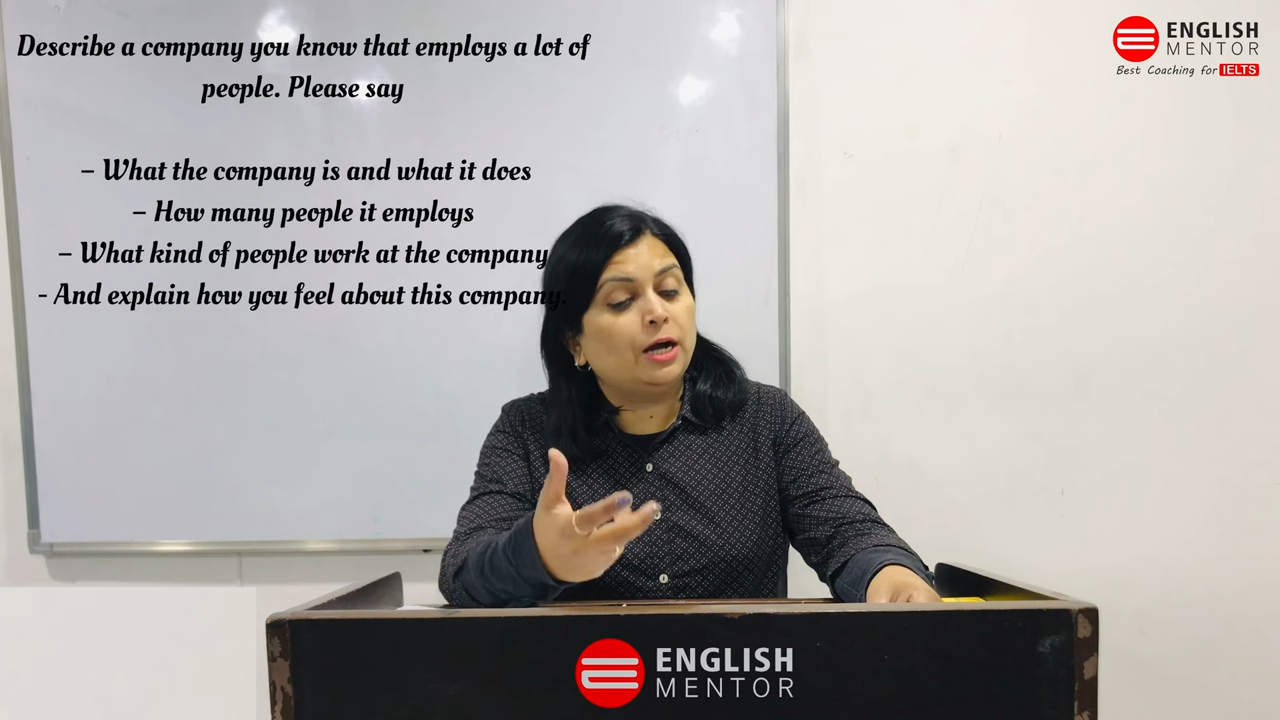 Describe a company you know that employs a lot of
people. Please say
– What the company is and what it does
– How many people it employs
– What kind of people work at the company
- And explain how you feel about this company.
ENGLISH
MENTOR
Best Coaching for IELTS
ENGLISH
MENTOR